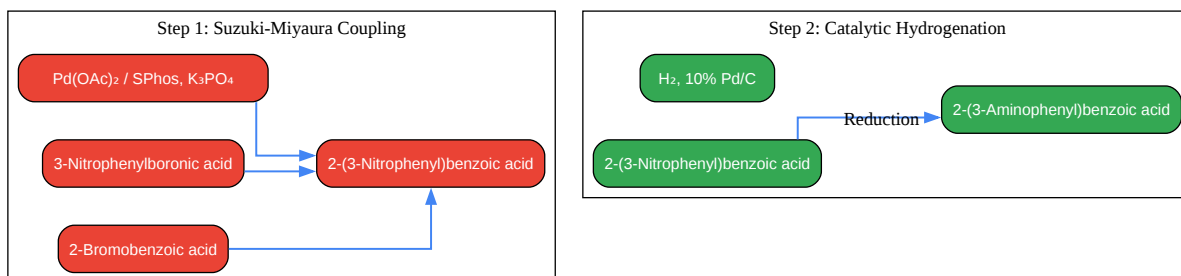 Step 1: Suzuki-Miyaura Coupling
Pd(OAc)₂ / SPhos, K₃PO₄
3-Nitrophenylboronic acid
2-(3-Nitrophenyl)benzoic acid
2-Bromobenzoic acid
Step 2: Catalytic Hydrogenation
H₂, 10% Pd/C
2-(3-Aminophenyl)benzoic acid
Reduction
2-(3-Nitrophenyl)benzoic acid